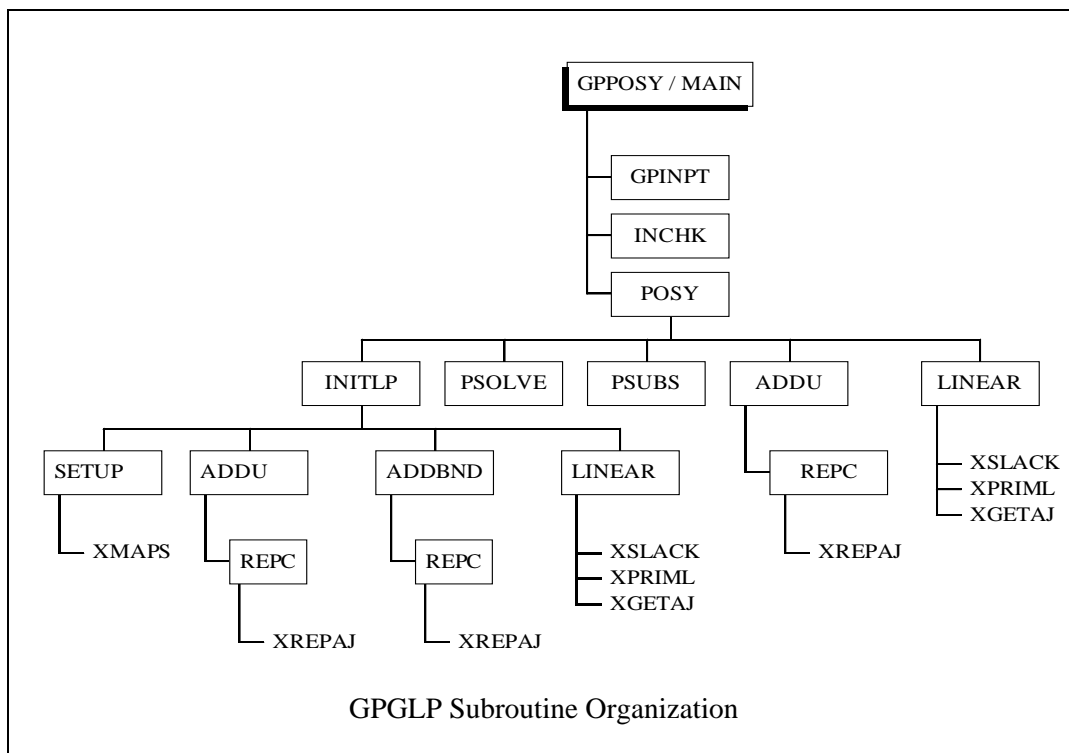 GPPOSY / MAIN
GPINPT
INCHK
POSY
INITLP PSOLVE PSUBS ADDU LINEAR
SETUP ADDU ADDBND LINEAR REPC XSLACK
XPRIML
XGETAJ
XMAPS REPC REPC XSLACK XREPAJ
XPRIML
XGETAJ
XREPAJ XREPAJ
GPGLP Subroutine Organization